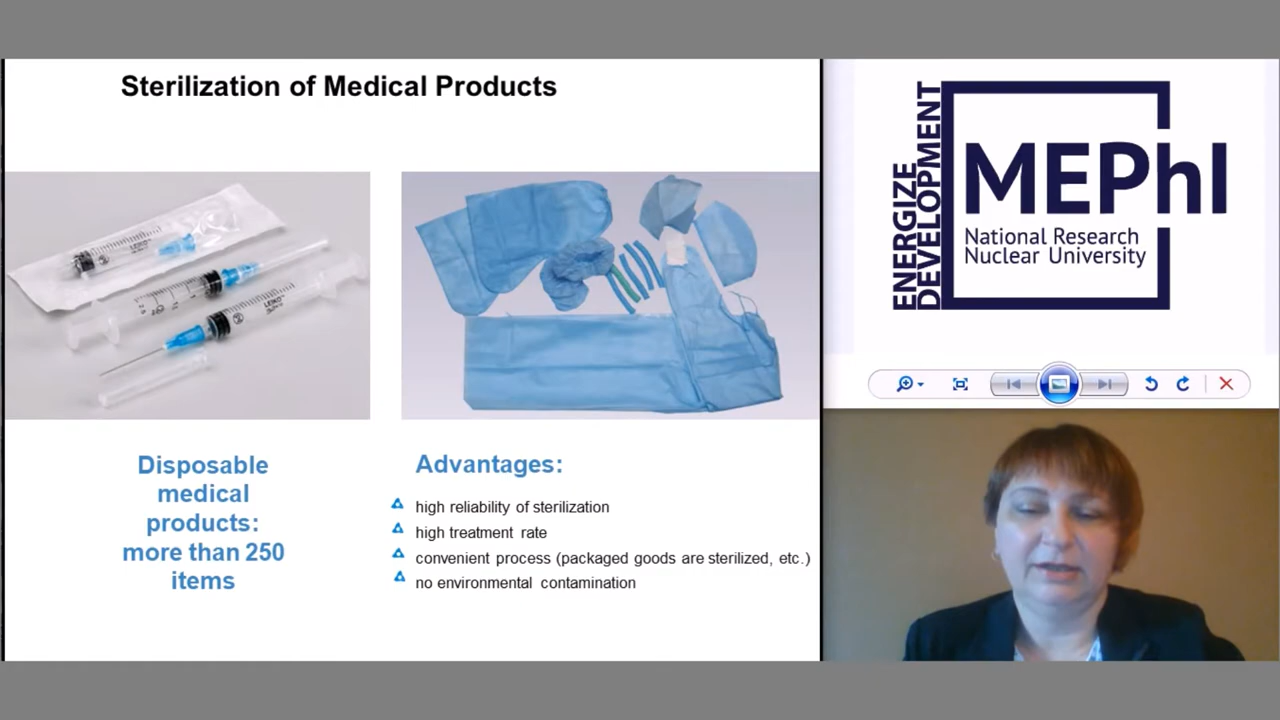 Sterilization of Medical Products
Disposable
medical
products:
more than 250
items
Advantages:
high reliability of sterilization
high treatment rate
convenient process (packaged goods are sterilized, etc.)
no environmental contamination
ENERGIZE
DEVELOPMENT
MEPhI
National Research
Nuclear University